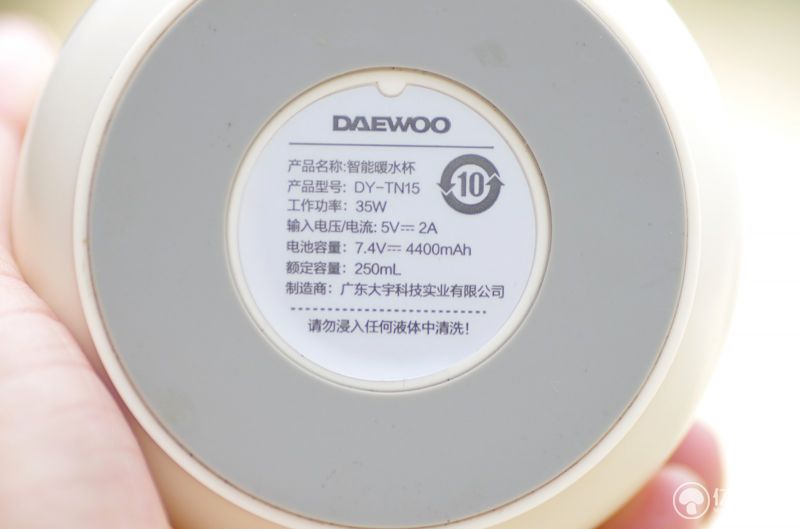 DAEWOO
产品名称:智能暖水杯
产品型号: DY-TN15
10
工作功率: 35W
输入电压/电流: 5V⎓2A
电池容量: 7.4V⎓4400mAh
额定容量: 250mL
制造商: 广东大宇科技实业有限公司
请勿浸入任何液体中清洗!